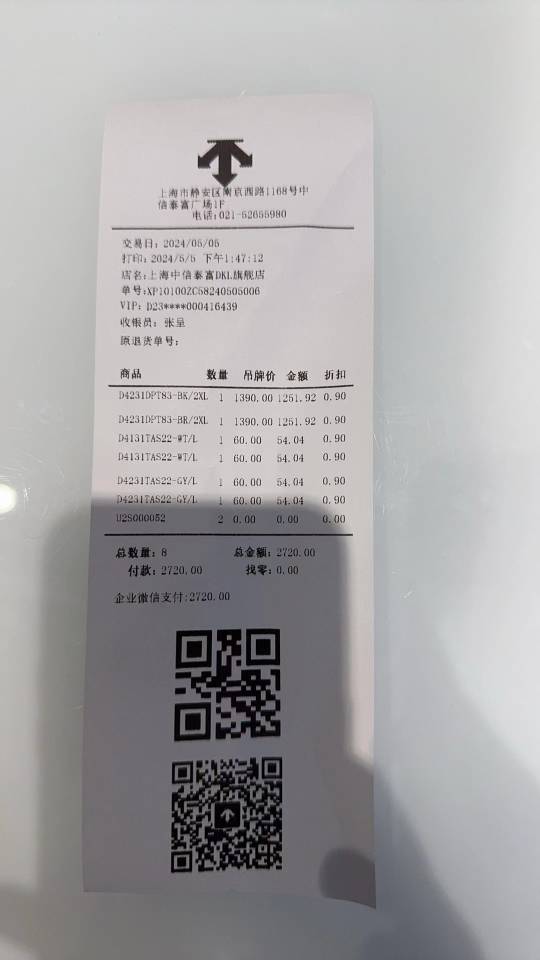 上海市静安区南京西路1168号中
信泰富广场1F
电话:021-52655980
交易日: 2024/05/05
打印: 2024/5/5 下午1:47:12
店名:上海中信泰富DKL旗舰店
单号:XP10100ZC58240505006
VIP: D23****000416439
收银员: 张呈
原退货单号:
商品 数量 吊牌价 金额 折扣
D4231DPT83-BK/2XL 1 1390.00 1251.92 0.90
D4231DPT83-BR/2XL 1 1390.00 1251.92 0.90
D4131TAS22-WT/L 1 60.00 54.04 0.90
D4131TAS22-WT/L 1 60.00 54.04 0.90
D4231TAS22-GY/L 1 60.00 54.04 0.90
D4231TAS22-GY/L 1 60.00 54.04 0.90
U2S000052 2 0.00 0.00 0.00
总数量: 8 总金额: 2720.00
付款: 2720.00 找零: 0.00
企业微信支付:2720.00